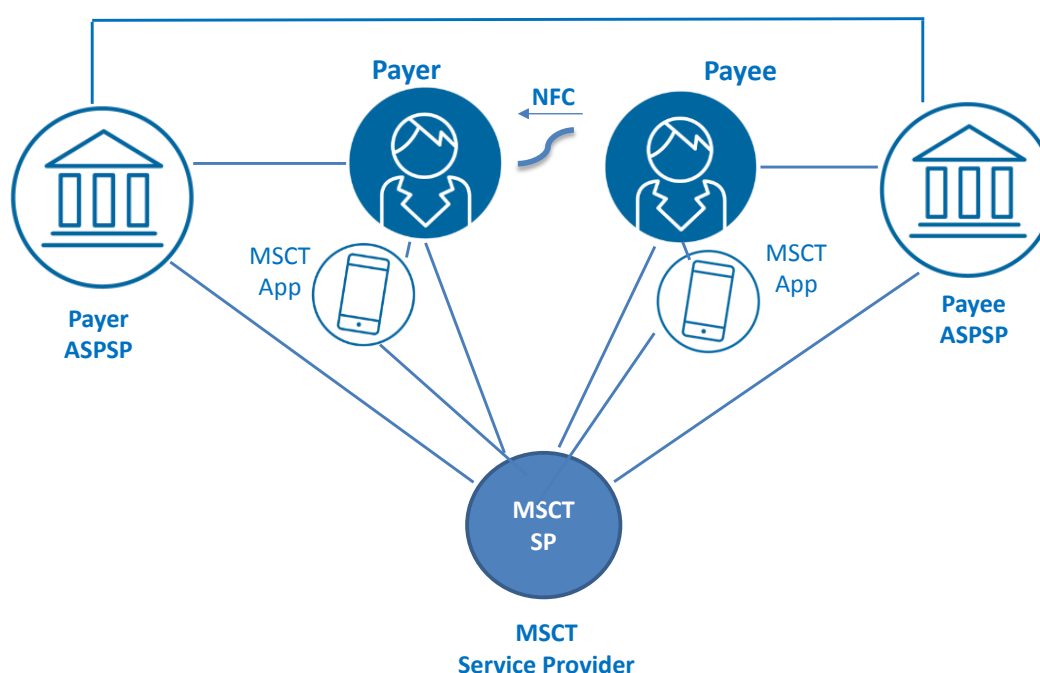 Payer
Payee
NFC
MSCT
App
MSCT
App
Payer
ASPSP
Payee
ASPSP
MSCT
SP
MSCT
Service Provider